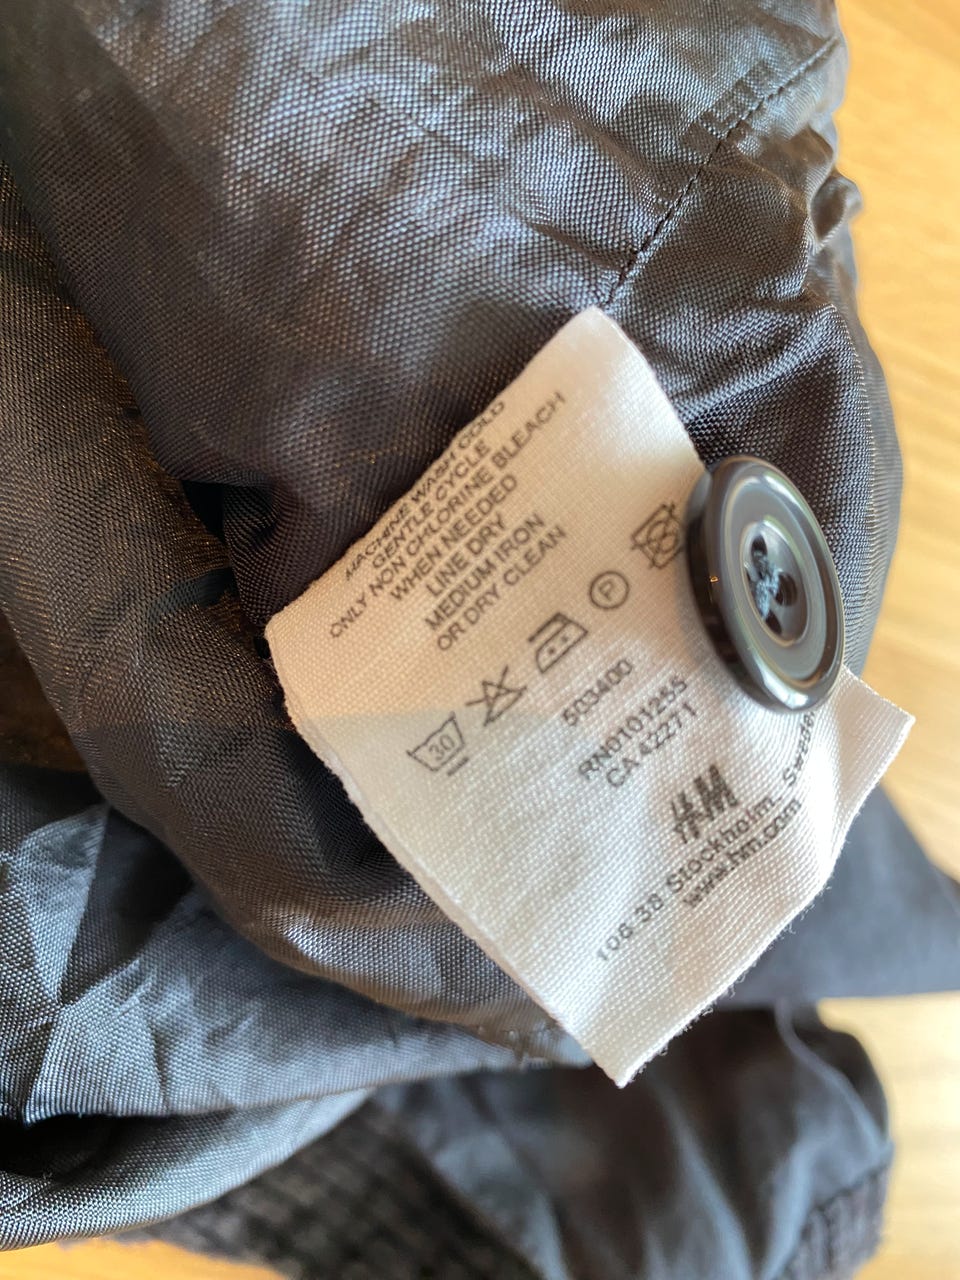 MACHINE WASH COLD
GENTLE CYCLE
ONLY NON CHLORINE BLEACH
WHEN NEEDED
LINE DRY
MEDIUM IRON
OR DRY CLEAN
30
P
503400
RN0101255
CA 42271
H&M
106 38 Stockholm, Sweden
www.hm.com